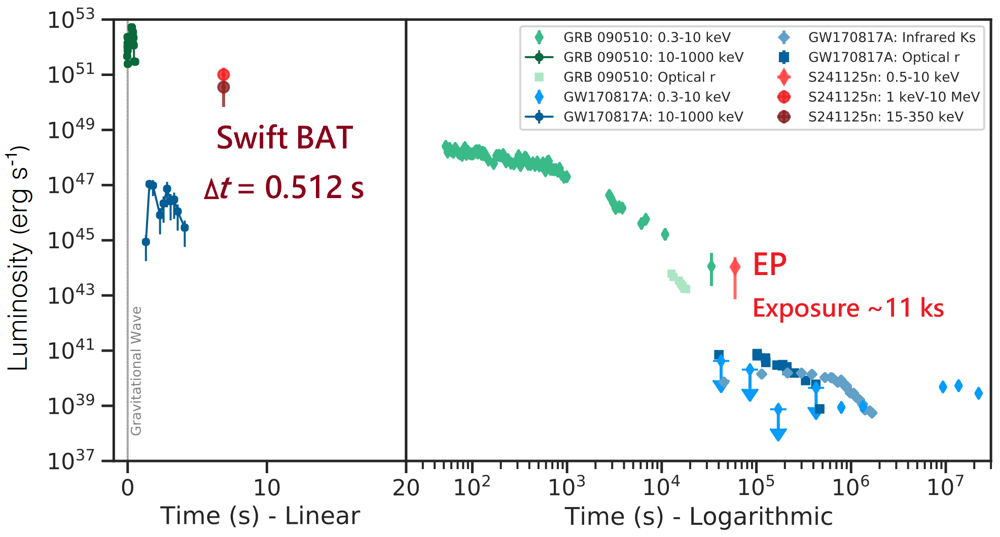 10^53
10^51
10^49
10^47
10^45
10^43
10^41
10^39
10^37
Luminosity (erg s^-1)
Gravitational Wave
Swift BAT
Δt = 0.512 s
GRB 090510: 0.3-10 keV
GRB 090510: 10-1000 keV
GRB 090510: Optical r
GW170817A: 0.3-10 keV
GW170817A: 10-1000 keV
GW170817A: Infrared Ks
GW170817A: Optical r
S241125n: 0.5-10 keV
S241125n: 1 keV-10 MeV
S241125n: 15-350 keV
EP
Exposure ~11 ks
0 10 20 10^2 10^3 10^4 10^5 10^6 10^7
Time (s) - Linear
Time (s) - Logarithmic